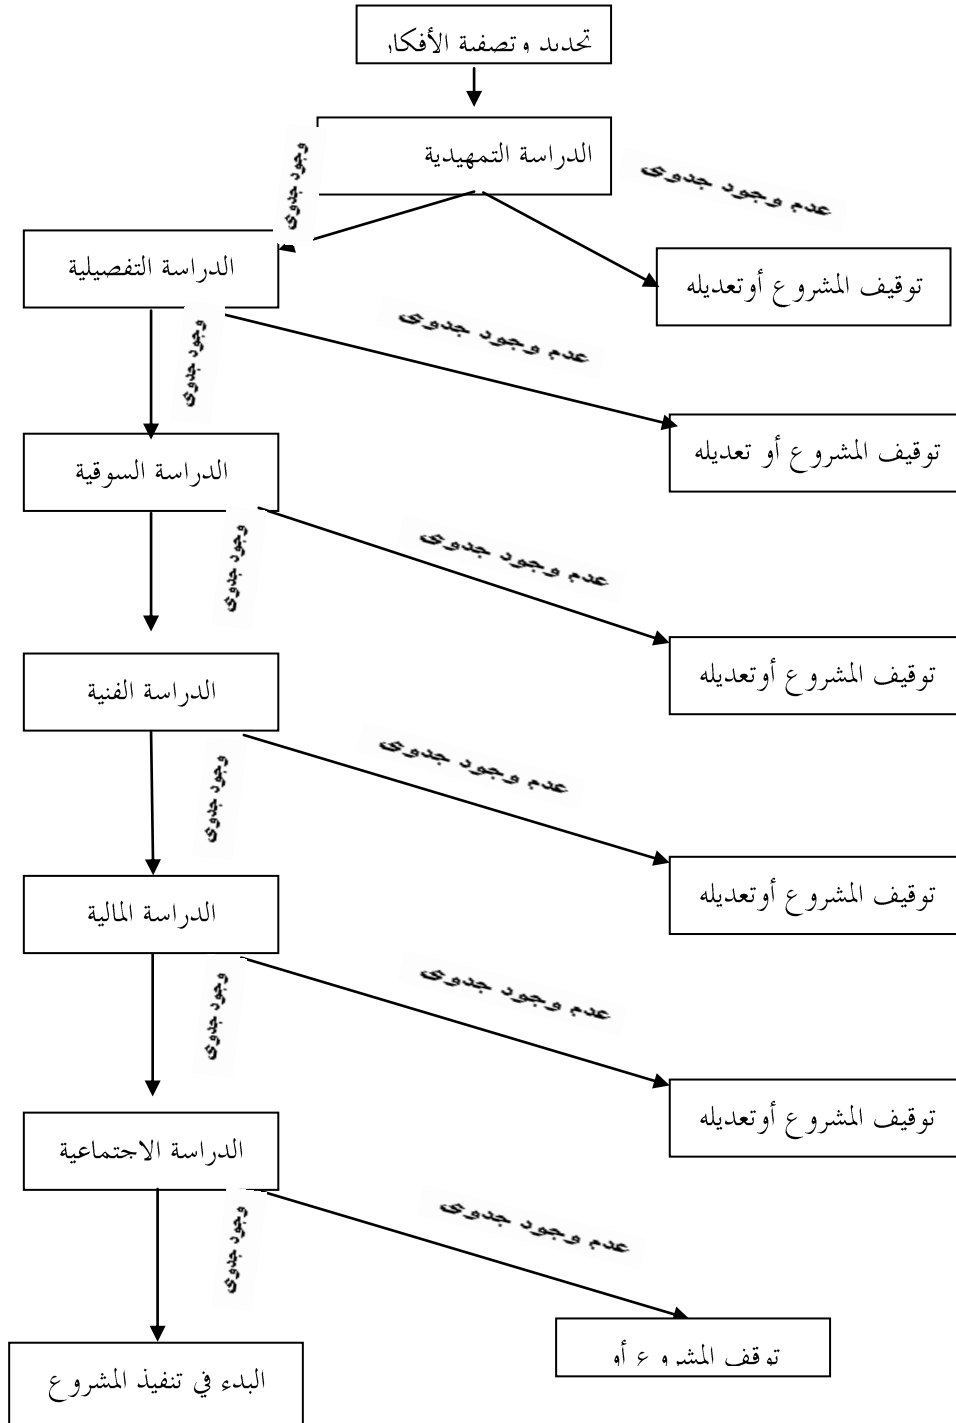 تحديد وتصفية الأفكار
الدراسة التمهيدية
وجود جدوى
عدم وجود جدوى
الدراسة التفصيلية
توقيف المشروع أوتعديله
وجود جدوى
عدم وجود جدوى
توقيف المشروع أو تعديله
الدراسة السوقية
وجود جدوى
عدم وجود جدوى
توقيف المشروع أوتعديله
الدراسة الفنية
وجود جدوى
عدم وجود جدوى
توقيف المشروع أوتعديله
الدراسة المالية
وجود جدوى
عدم وجود جدوى
توقيف المشروع أوتعديله
الدراسة الاجتماعية
وجود جدوى
عدم وجود جدوى
توقف المشروع أو
البدء في تنفيذ المشروع